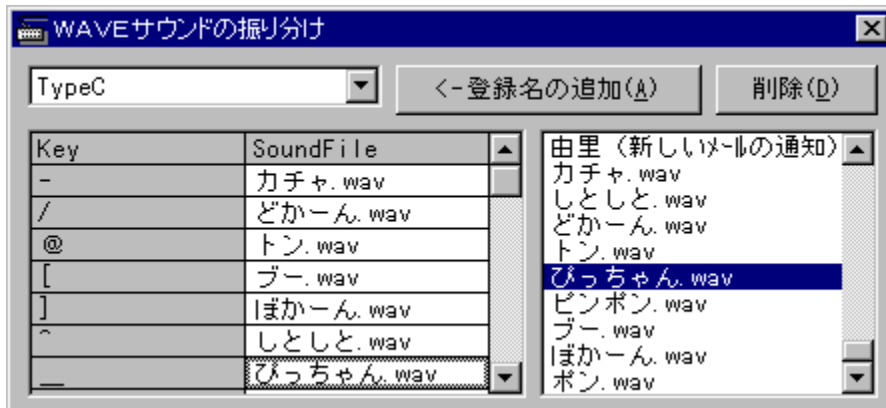 WAVEサウンドの振り分け
TypeC
<-登録名の追加(A)
削除(D)
Key SoundFile
- カチャ.wav
/ どかーん.wav
@ トン.wav
[ ブー.wav
] ぼかーん.wav
^ しとしと.wav
__ ぴっちゃん.wav
由里（新しいﾒｰﾙの通知）
カチャ.wav
しとしと.wav
どかーん.wav
トン.wav
ぴっちゃん.wav
ピンポン.wav
ブー.wav
ぼかーん.wav
ポン.wav